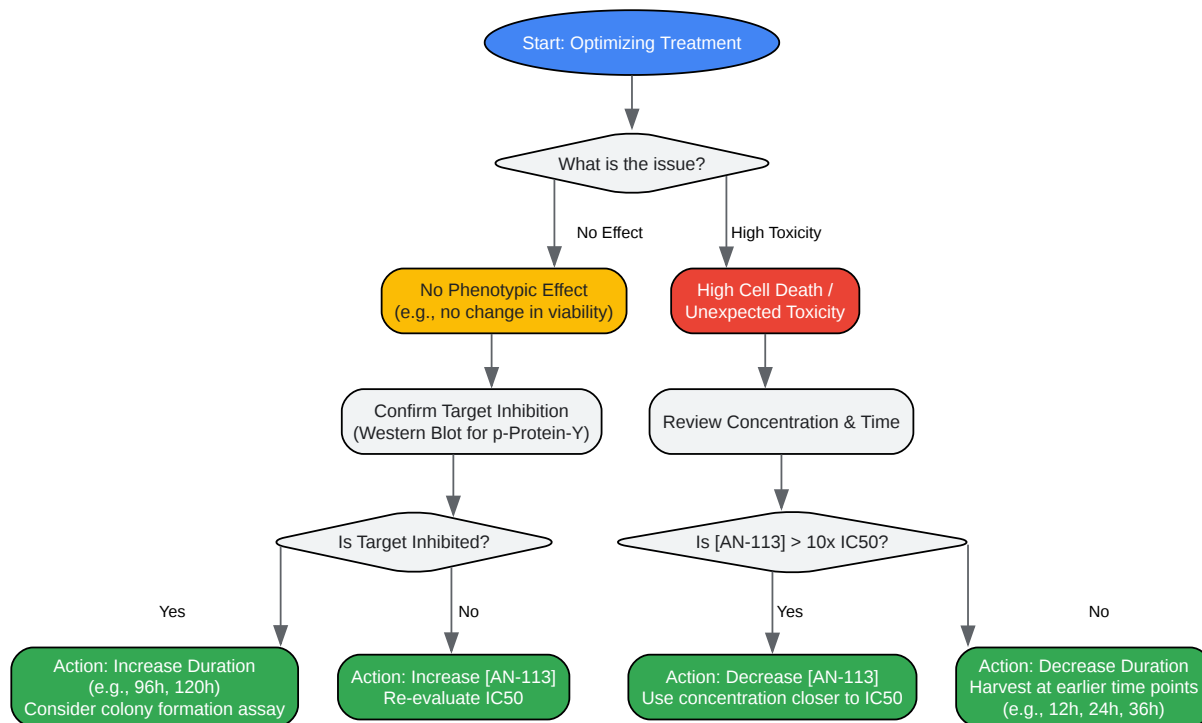 Start: Optimizing Treatment
What is the issue?
No Effect
High Toxicity
No Phenotypic Effect
(e.g., no change in viability)
High Cell Death /
Unexpected Toxicity
Confirm Target Inhibition
(Western Blot for p-Protein-Y)
Review Concentration & Time
Is Target Inhibited?
Is [AN-113] > 10x IC50?
Yes
No
Yes
No
Action: Increase Duration
(e.g., 96h, 120h)
Consider colony formation assay
Action: Increase [AN-113]
Re-evaluate IC50
Action: Decrease [AN-113]
Use concentration closer to IC50
Action: Decrease Duration
Harvest at earlier time points
(e.g., 12h, 24h, 36h)